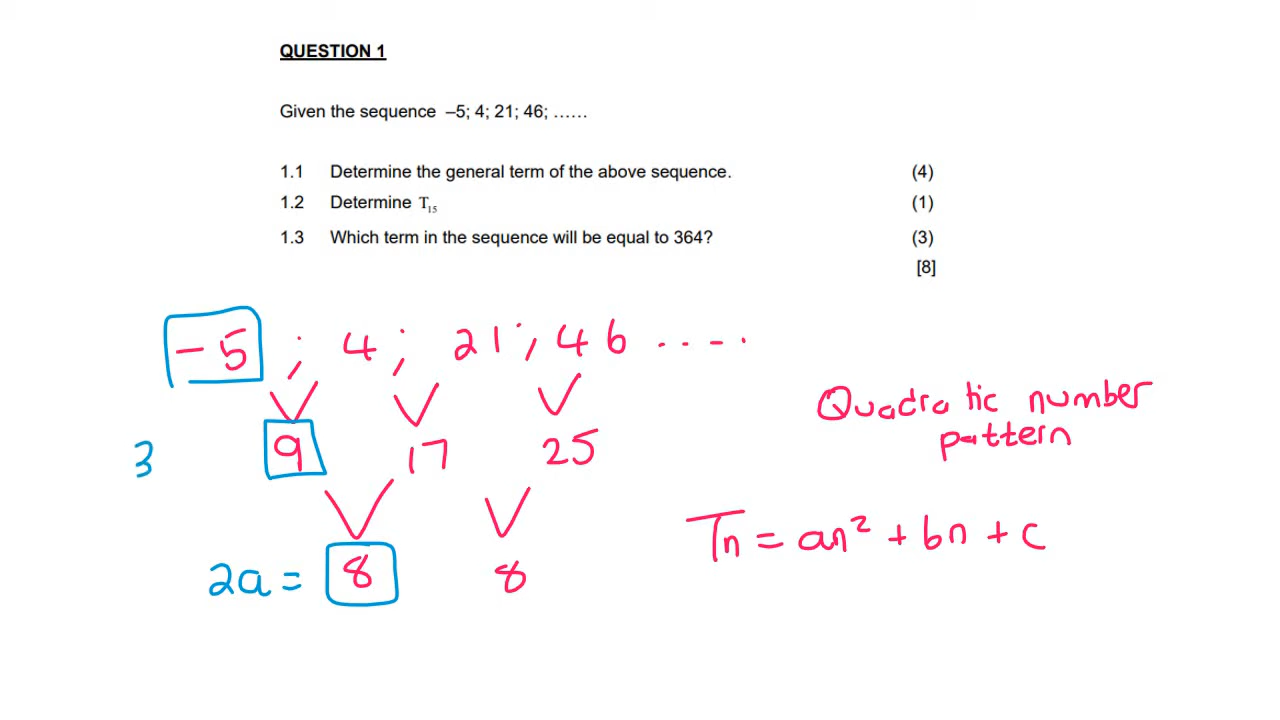 QUESTION 1
Given the sequence –5; 4; 21; 46; ……
1.1 Determine the general term of the above sequence. (4)
1.2 Determine T₁₅ (1)
1.3 Which term in the sequence will be equal to 364? (3)
[8]
-5 ; 4 ; 21 ; 46 ....
3 9 17 25
2a = 8 8
Quadratic number
pattern
Tn = an² + bn + c